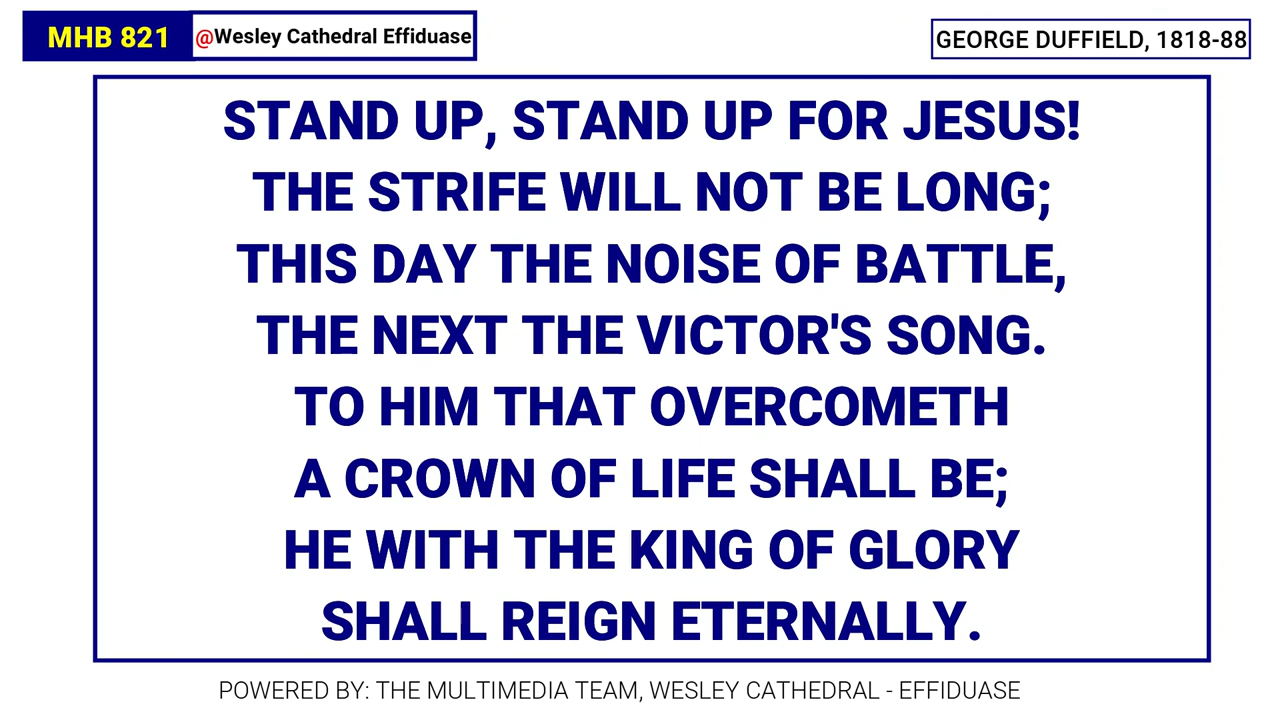 MHB 821
@Wesley Cathedral Effiduase
GEORGE DUFFIELD, 1818-88
STAND UP, STAND UP FOR JESUS!
THE STRIFE WILL NOT BE LONG;
THIS DAY THE NOISE OF BATTLE,
THE NEXT THE VICTOR'S SONG.
TO HIM THAT OVERCOMETH
A CROWN OF LIFE SHALL BE;
HE WITH THE KING OF GLORY
SHALL REIGN ETERNALLY.
POWERED BY: THE MULTIMEDIA TEAM, WESLEY CATHEDRAL - EFFIDUASE